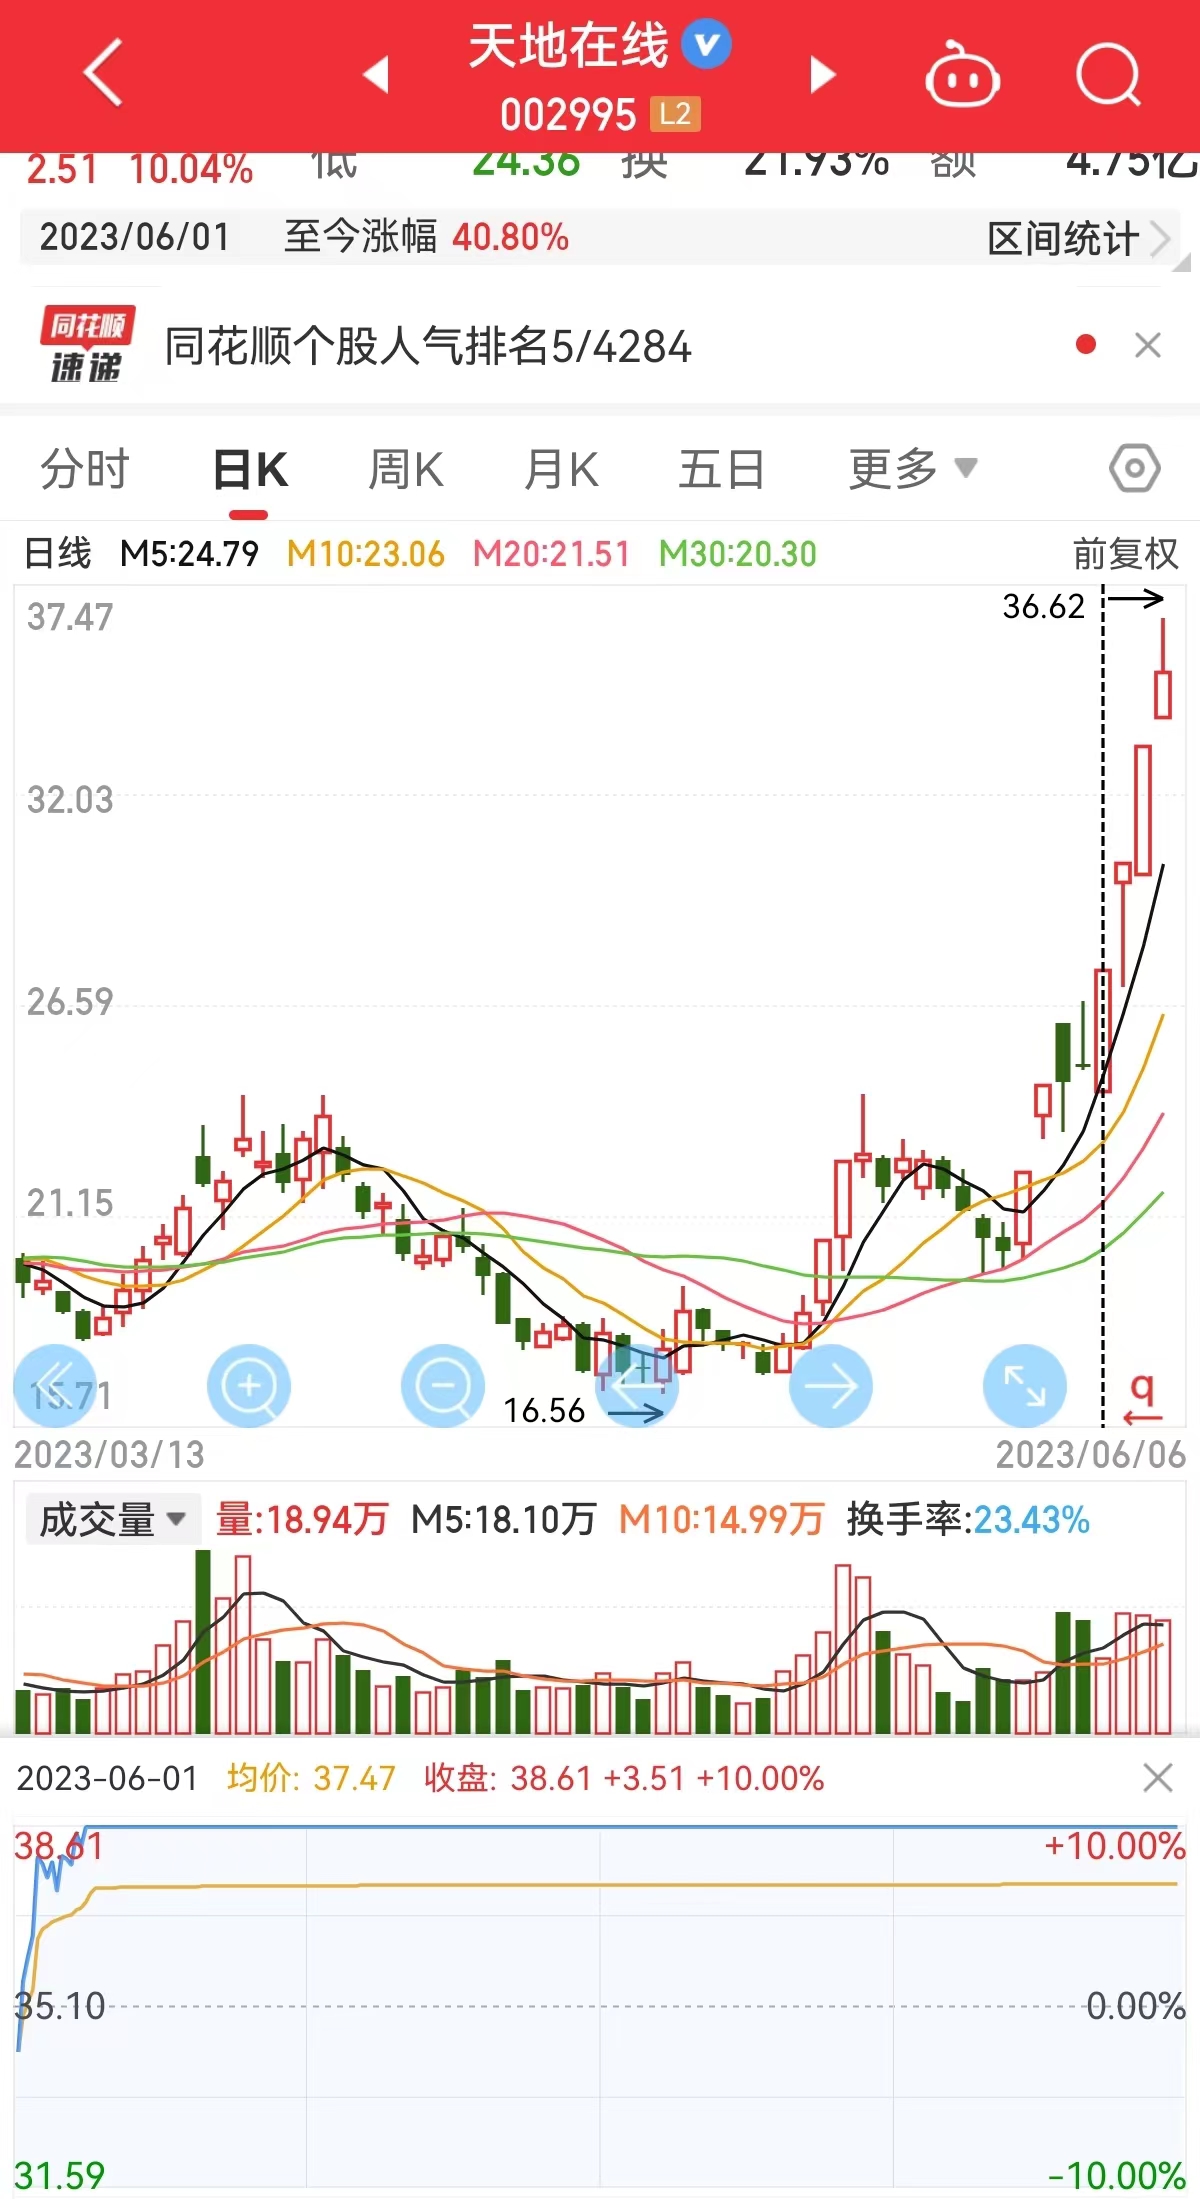 天地在线
002995 L2
2.51 10.04% 低 24.36 换 21.93% 额 4.75亿
2023/06/01 至今涨幅 40.80% 区间统计
同花顺 速递 同花顺个股人气排名5/4284
分时 日K 周K 月K 五日 更多
日线 M5:24.79 M10:23.06 M20:21.51 M30:20.30 前复权
36.62
37.47
32.03
26.59
21.15
15.71
16.56
q
2023/03/13 2023/06/06
成交量 量:18.94万 M5:18.10万 M10:14.99万 换手率:23.43%
2023-06-01 均价: 37.47 收盘: 38.61 +3.51 +10.00%
38.61 +10.00%
35.10 0.00%
31.59 -10.00%